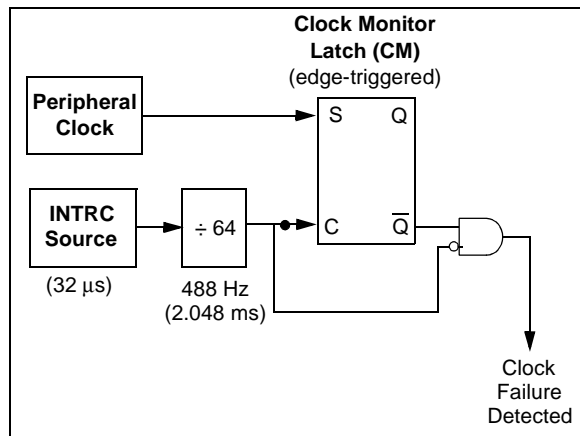 Clock Monitor
Latch (CM)
(edge-triggered)
Peripheral
Clock
S
Q
INTRC
Source
÷ 64
C
Q̅
(32 μs)
488 Hz
(2.048 ms)
Clock
Failure
Detected